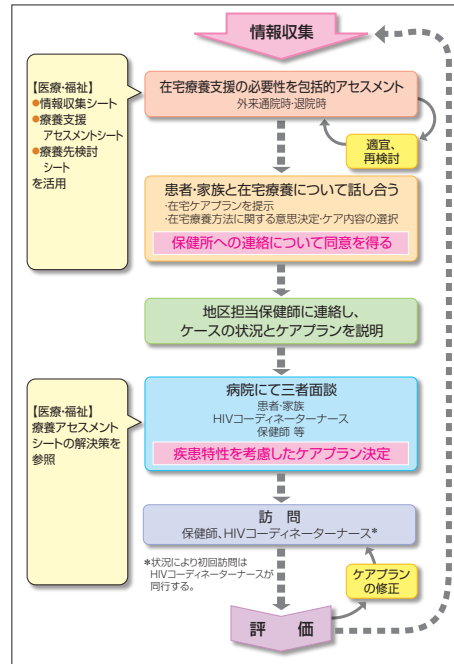 情報収集
【医療・福祉】
●情報収集シート
●療養支援
アセスメントシート
●療養先検討
シート
を活用
在宅療養支援の必要性を包括的アセスメント
外来通院時・退院時
適宜、
再検討
患者・家族と在宅療養について話し合う
・在宅ケアプランを提示
・在宅療養方法に関する意思決定・ケア内容の選択
保健所への連絡について同意を得る
地区担当保健師に連絡し、
ケースの状況とケアプランを説明
【医療・福祉】
療養アセスメント
シートの解決策を
参照
病院にて三者面談
患者・家族
HIVコーディネーターナース
保健師 等
疾患特性を考慮したケアプラン決定
訪 問
保健師、HIVコーディネーターナース*
*状況により初回訪問は
HIVコーディネーターナースが
同行する。
ケアプラン
の修正
評 価